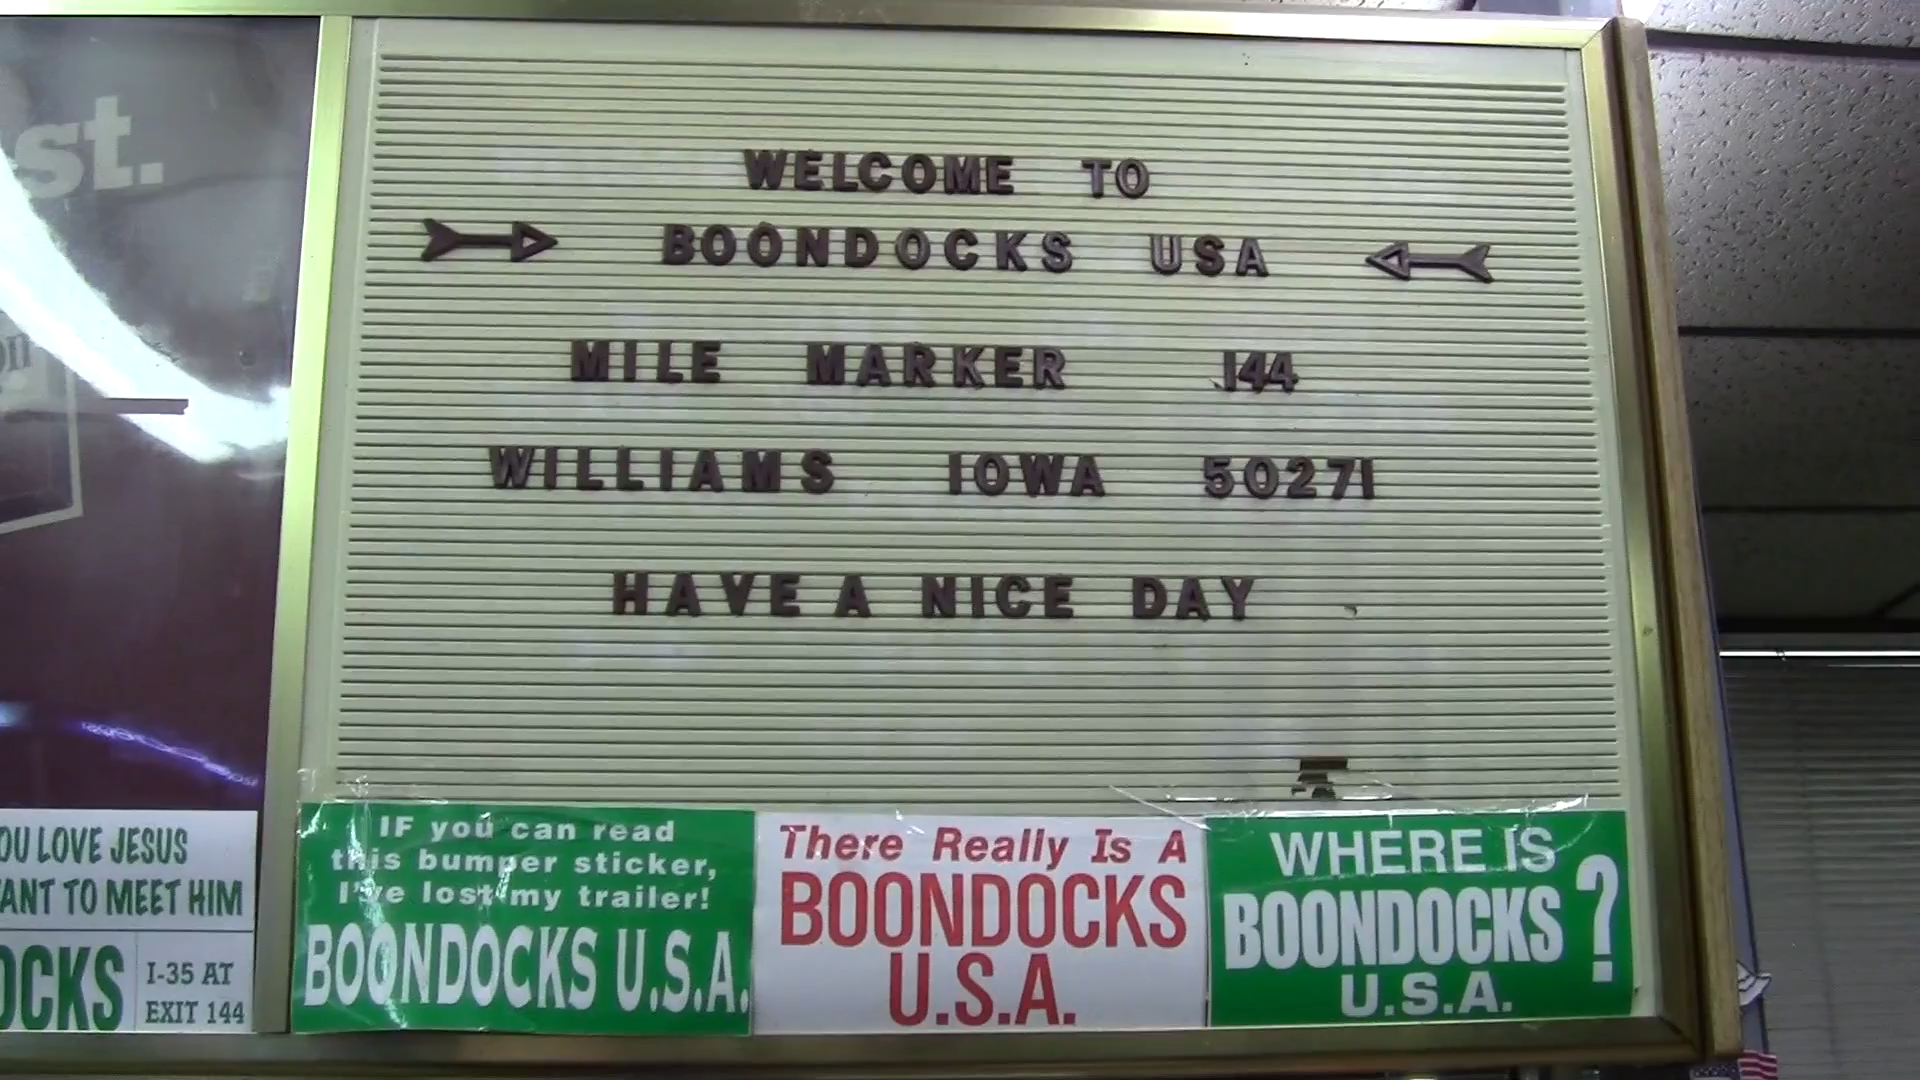 st.
WELCOME TO
BOONDOCKS USA
MILE MARKER 144
WILLIAMS IOWA 50271
HAVE A NICE DAY
OU LOVE JESUS
ANT TO MEET HIM
OCKS
I-35 AT
EXIT 144
IF you can read
this bumper sticker,
I've lost my trailer!
BOONDOCKS U.S.A.
There Really Is A
BOONDOCKS
U.S.A.
WHERE IS
BOONDOCKS ?
U.S.A.